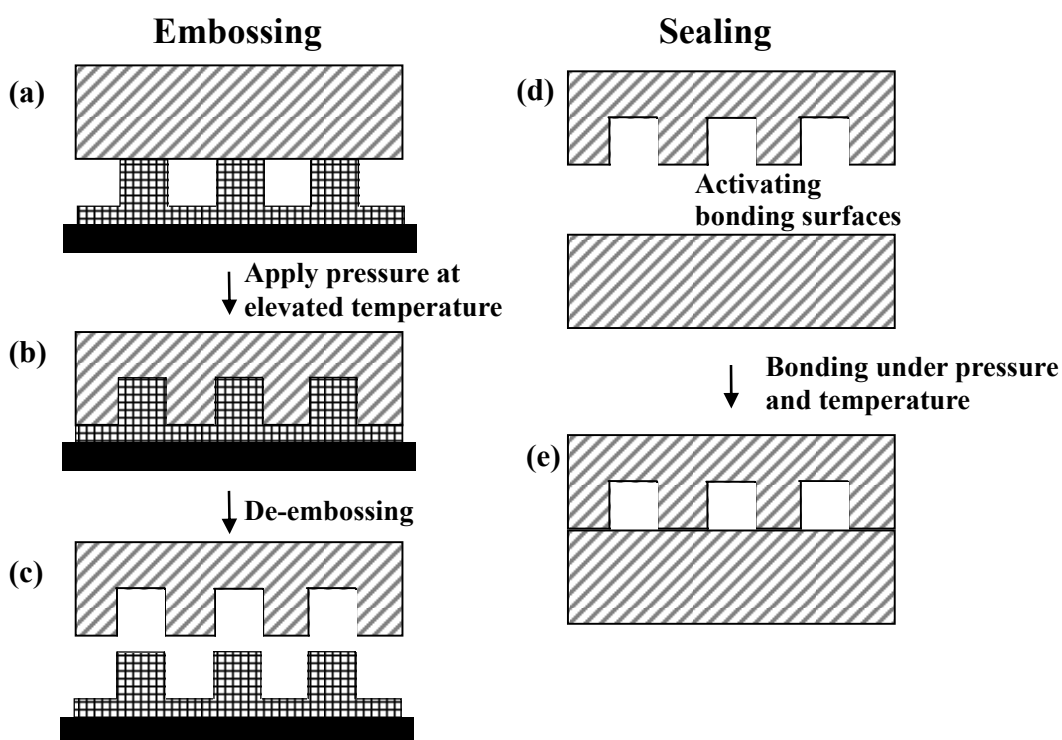 Embossing
(a)
Apply pressure at
elevated temperature
(b)
De-embossing
(c)
Sealing
(d)
Activating
bonding surfaces
Bonding under pressure
and temperature
(e)